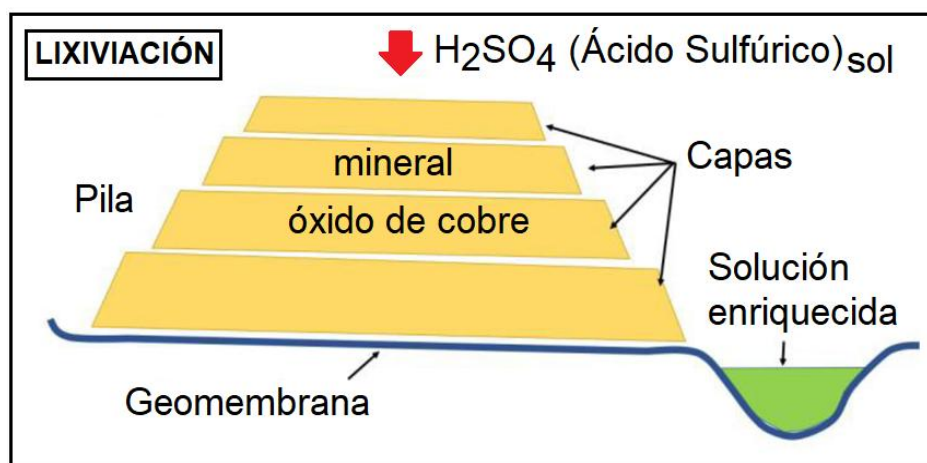 LIXIVIACIÓN
H2SO4 (Ácido Sulfúrico)sol
mineral
Capas
Pila
óxido de cobre
Solución
enriquecida
Geomembrana